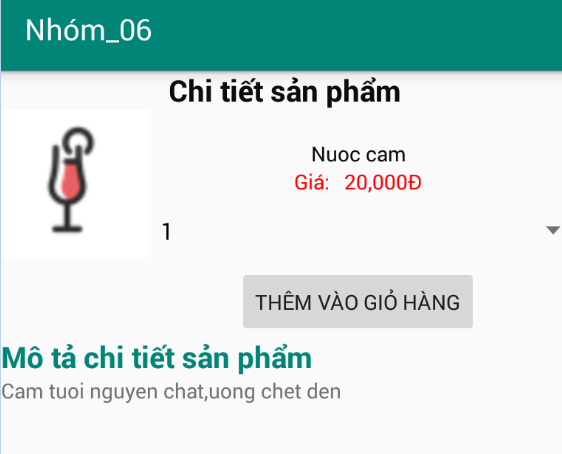 Nhóm_06
Chi tiết sản phẩm
Nuoc cam
Giá: 20,000Đ
1
THÊM VÀO GIỎ HÀNG
Mô tả chi tiết sản phẩm
Cam tuoi nguyen chat,uong chet den